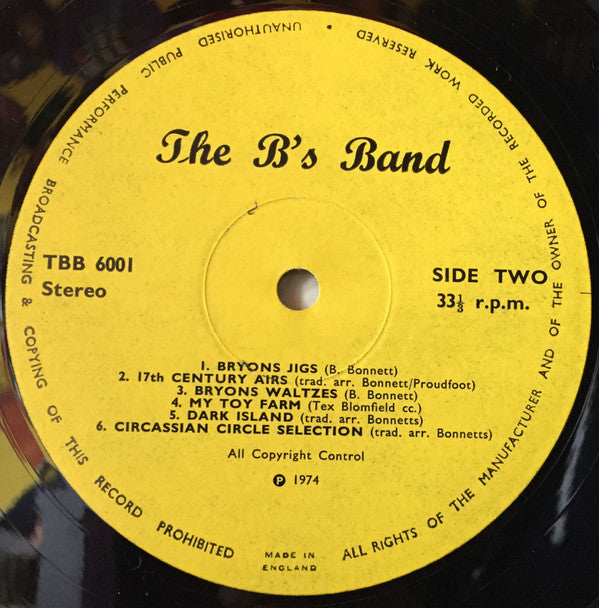 ALL RIGHTS OF THE MANUFACTURER AND OF THE OWNER OF THE RECORDED WORK RESERVED • UNAUTHORISED PUBLIC PERFORMANCE BROADCASTING & COPYING OF THIS RECORD PROHIBITED
The B's Band
TBB 6001
Stereo
SIDE TWO
33⅓ r.p.m.
1. BRYONS JIGS (B. Bonnett)
2. 17th CENTURY AIRS (trad. arr. Bonnett/Proudfoot)
3. BRYONS WALTZES (B. Bonnett)
4. MY TOY FARM (Tex Blomfield cc.)
5. DARK ISLAND (trad. arr. Bonnetts)
6. CIRCASSIAN CIRCLE SELECTION (trad. arr. Bonnetts)
All Copyright Control
Ⓟ 1974
MADE IN
ENGLAND